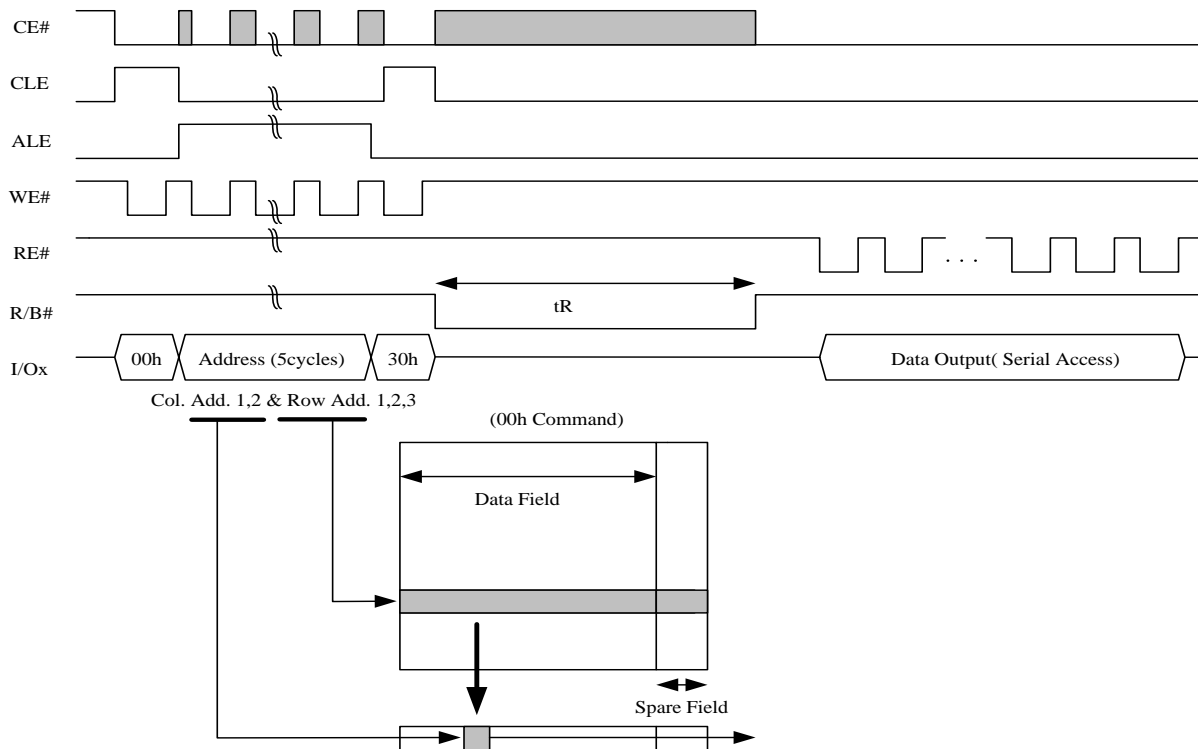 CE#
CLE
ALE
WE#
RE#
. . .
tR
R/B#
I/Ox
00h
Address (5cycles)
30h
Data Output( Serial Access)
Col. Add. 1,2 & Row Add. 1,2,3
(00h Command)
Data Field
Spare Field